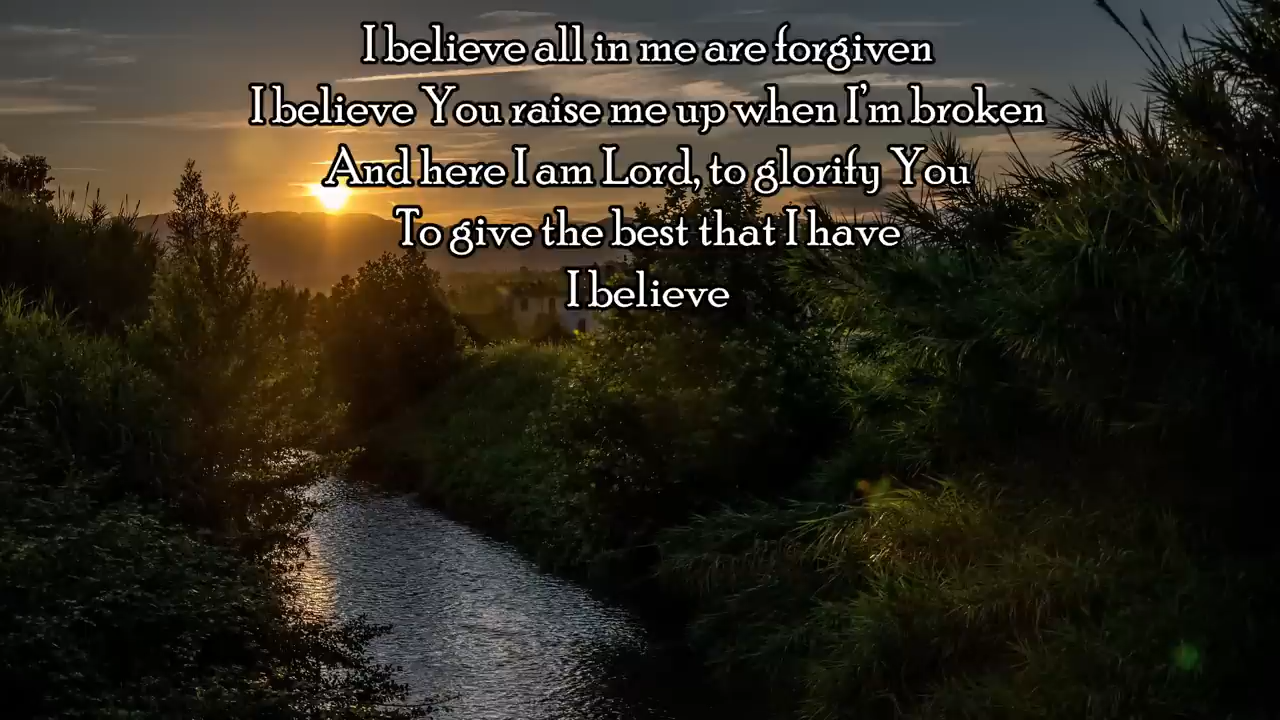 I believe all in me are forgiven
I believe You raise me up when I'm broken
And here I am Lord, to glorify You
To give the best that I have
I believe